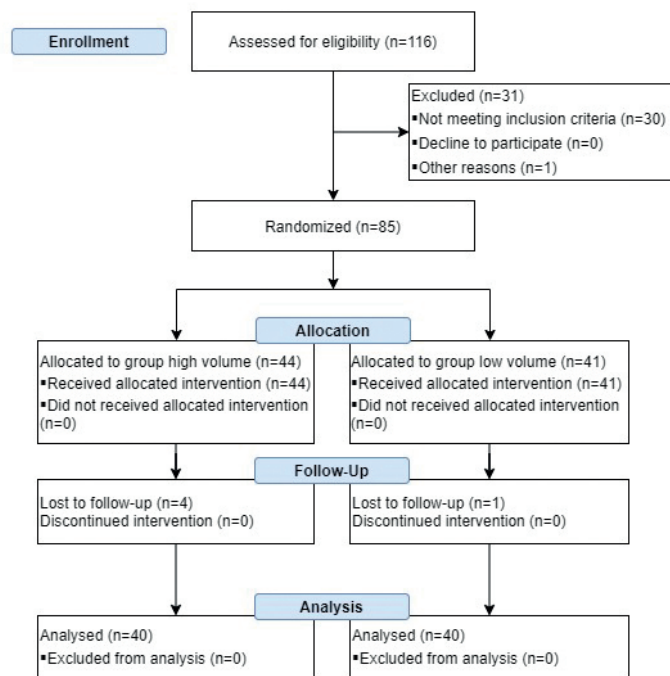 Enrollment
Assessed for eligibility (n=116)
Excluded (n=31)
▪Not meeting inclusion criteria (n=30)
▪Decline to participate (n=0)
▪Other reasons (n=1)
Randomized (n=85)
Allocation
Allocated to group high volume (n=44)
▪Received allocated intervention (n=44)
▪Did not received allocated intervention
(n=0)
Allocated to group low volume (n=41)
▪Received allocated intervention (n=41)
▪Did not received allocated intervention
(n=0)
Follow-Up
Lost to follow-up (n=4)
Discontinued intervention (n=0)
Lost to follow-up (n=1)
Discontinued intervention (n=0)
Analysis
Analysed (n=40)
▪Excluded from analysis (n=0)
Analysed (n=40)
▪Excluded from analysis (n=0)